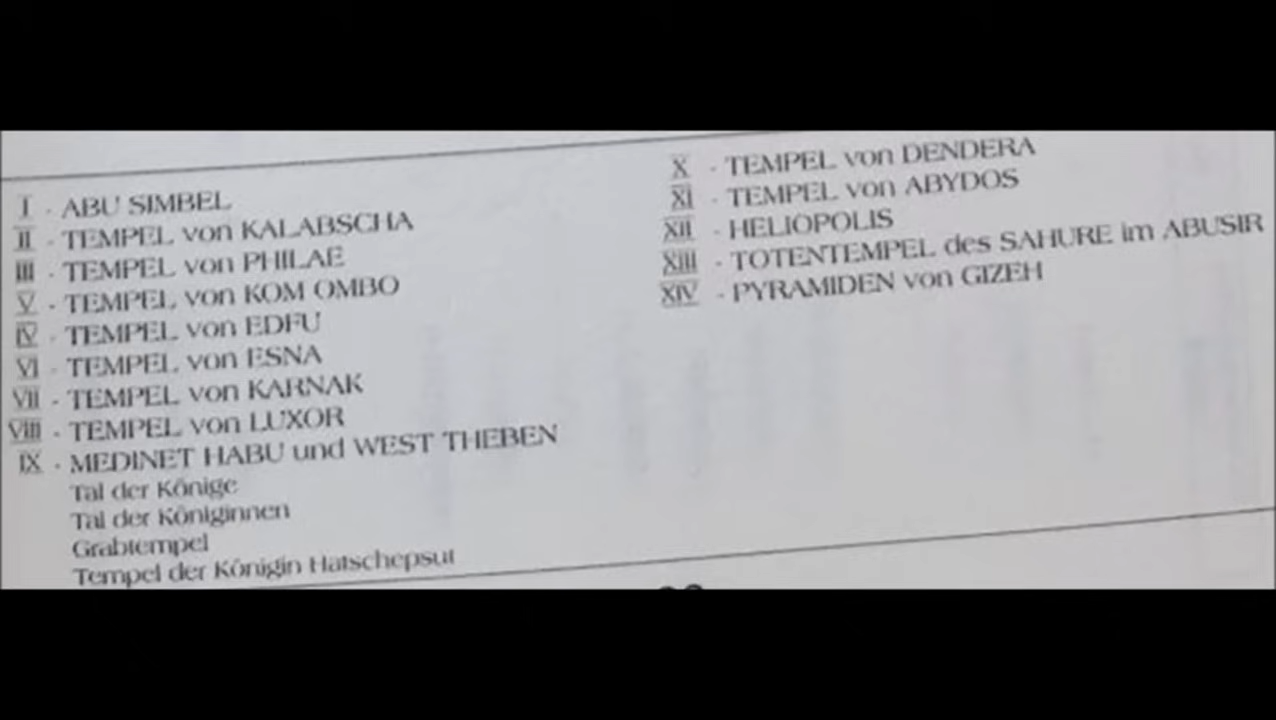 I - ABU SIMBEL
II - TEMPEL von KALABSCHA
III - TEMPEL von PHILAE
V - TEMPEL von KOM OMBO
IV - TEMPEL von EDFU
VI - TEMPEL von ESNA
VII - TEMPEL von KARNAK
VIII - TEMPEL von LUXOR
IX - MEDINET HABU und WEST THEBEN
Tal der Könige
Tal der Königinnen
Grabtempel
Tempel der Königin Hatschepsut
X - TEMPEL von DENDERA
XI - TEMPEL von ABYDOS
XII - HELIOPOLIS
XIII - TOTENTEMPEL des SAHURE im ABUSIR
XIV - PYRAMIDEN von GIZEH